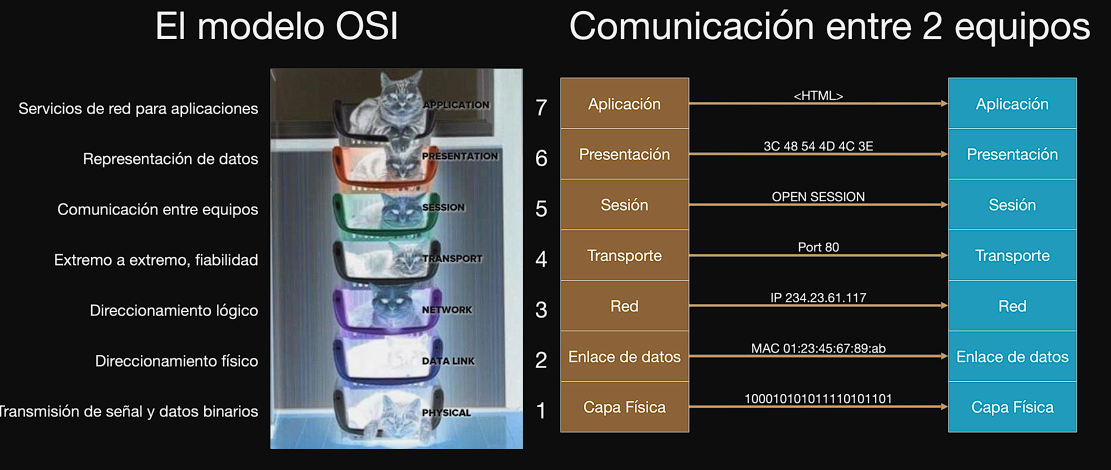 El modelo OSI
Servicios de red para aplicaciones
Representación de datos
Comunicación entre equipos
Extremo a extremo, fiabilidad
Direccionamiento lógico
Direccionamiento físico
Transmisión de señal y datos binarios
APPLICATION
PRESENTATION
SESSION
TRANSPORT
NETWORK
DATA LINK
PHYSICAL
Comunicación entre 2 equipos
7 Aplicación <HTML> Aplicación
6 Presentación 3C 48 54 4D 4C 3E Presentación
5 Sesión OPEN SESSION Sesión
4 Transporte Port 80 Transporte
3 Red IP 234.23.61.117 Red
2 Enlace de datos MAC 01:23:45:67:89:ab Enlace de datos
1 Capa Física 100010101011110101101 Capa Física